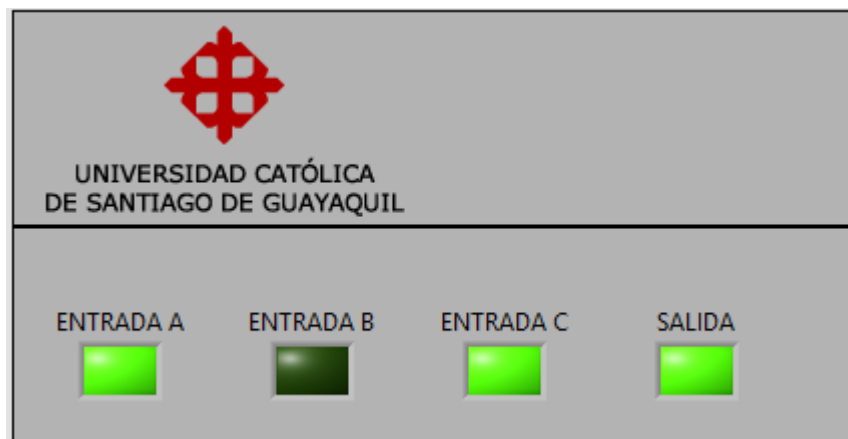 UNIVERSIDAD CATÓLICA
DE SANTIAGO DE GUAYAQUIL
ENTRADA A ENTRADA B ENTRADA C SALIDA